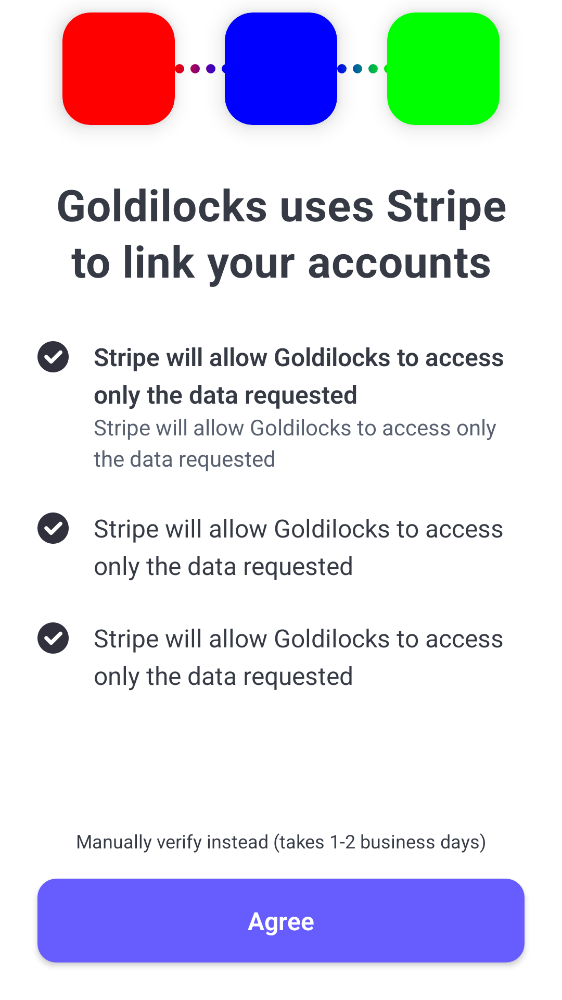 Goldilocks uses Stripe
to link your accounts
Stripe will allow Goldilocks to access
only the data requested
Stripe will allow Goldilocks to access only
the data requested
Stripe will allow Goldilocks to access
only the data requested
Stripe will allow Goldilocks to access
only the data requested
Manually verify instead (takes 1-2 business days)
Agree